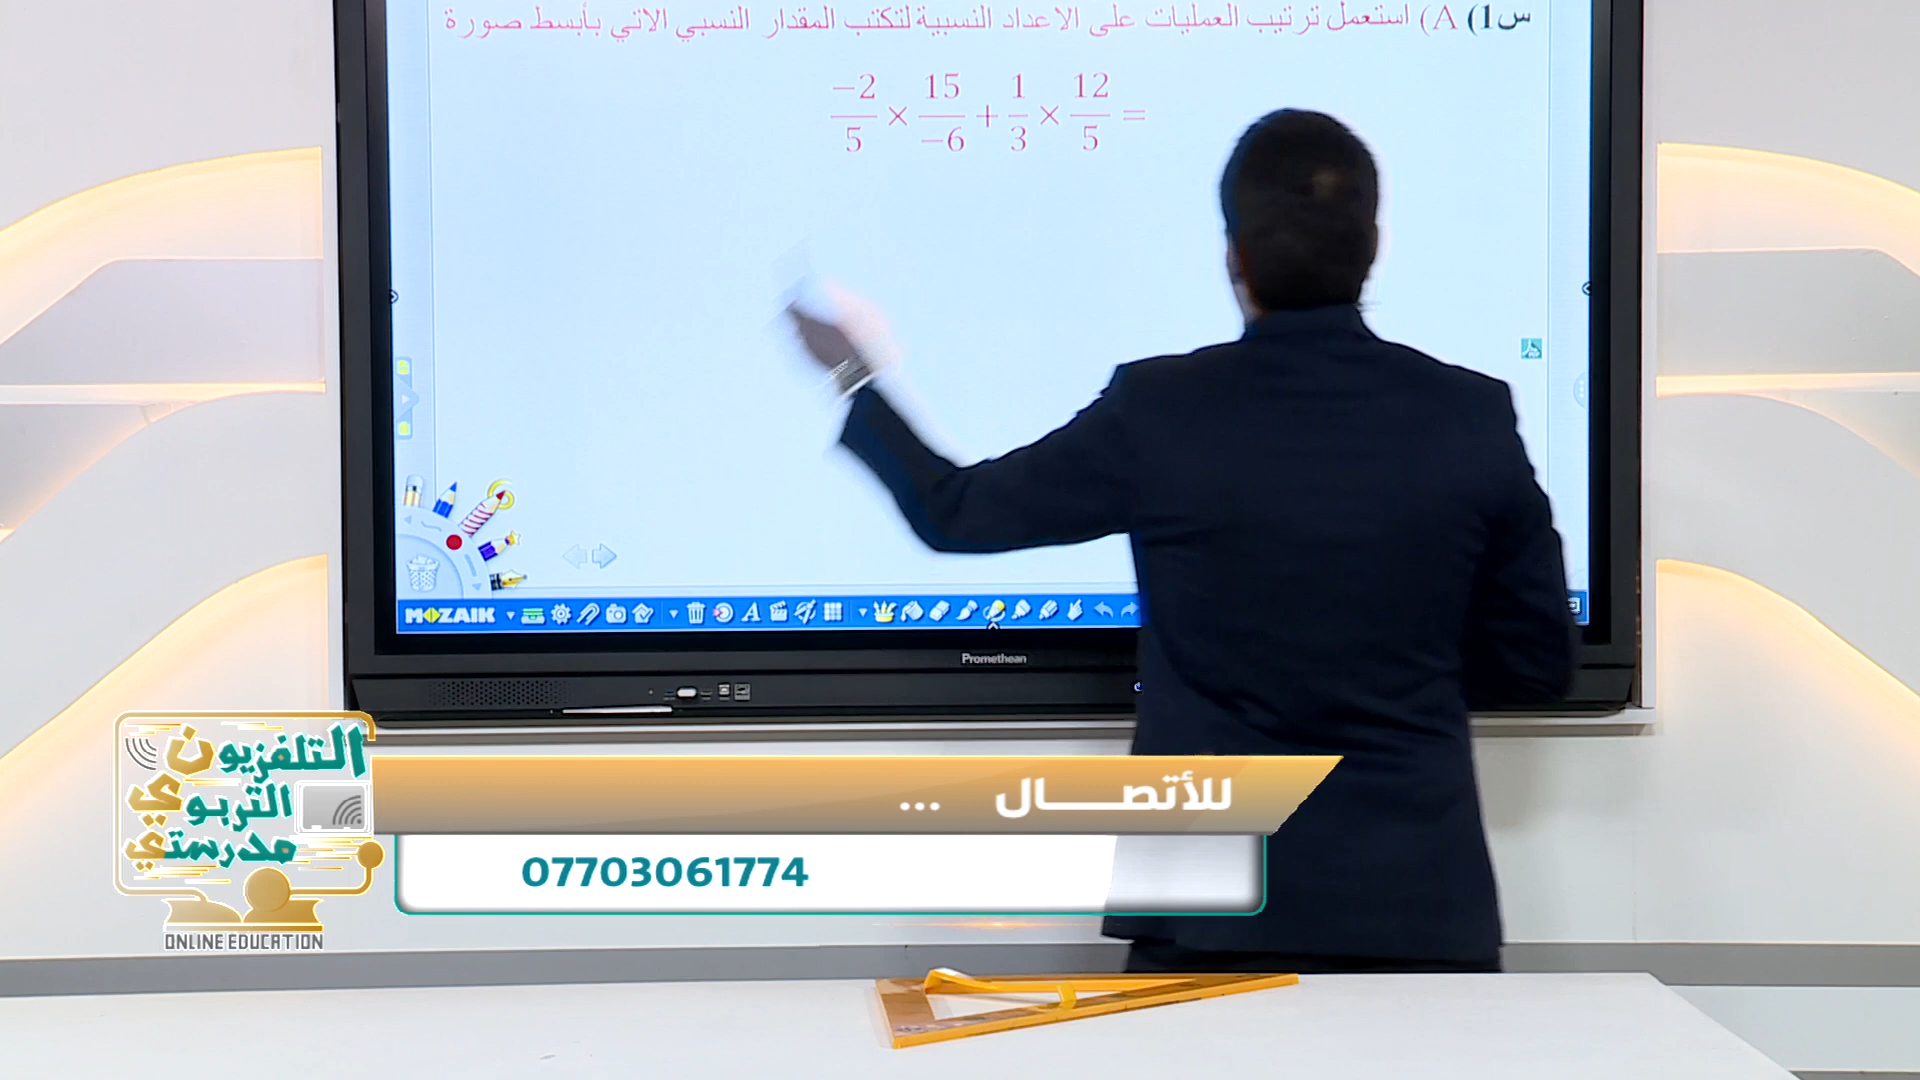 س1) A) استعمل ترتيب العمليات على الاعداد النسبية لتكتب المقدار النسبي الاتي بأبسط صورة
−2/5 × 15/−6 + 1/3 × 12/5 =
MOZAIK
Promethean
التلفزيون
التربوي
مدرستي
ONLINE EDUCATION
للأتصـــــال ...
07703061774